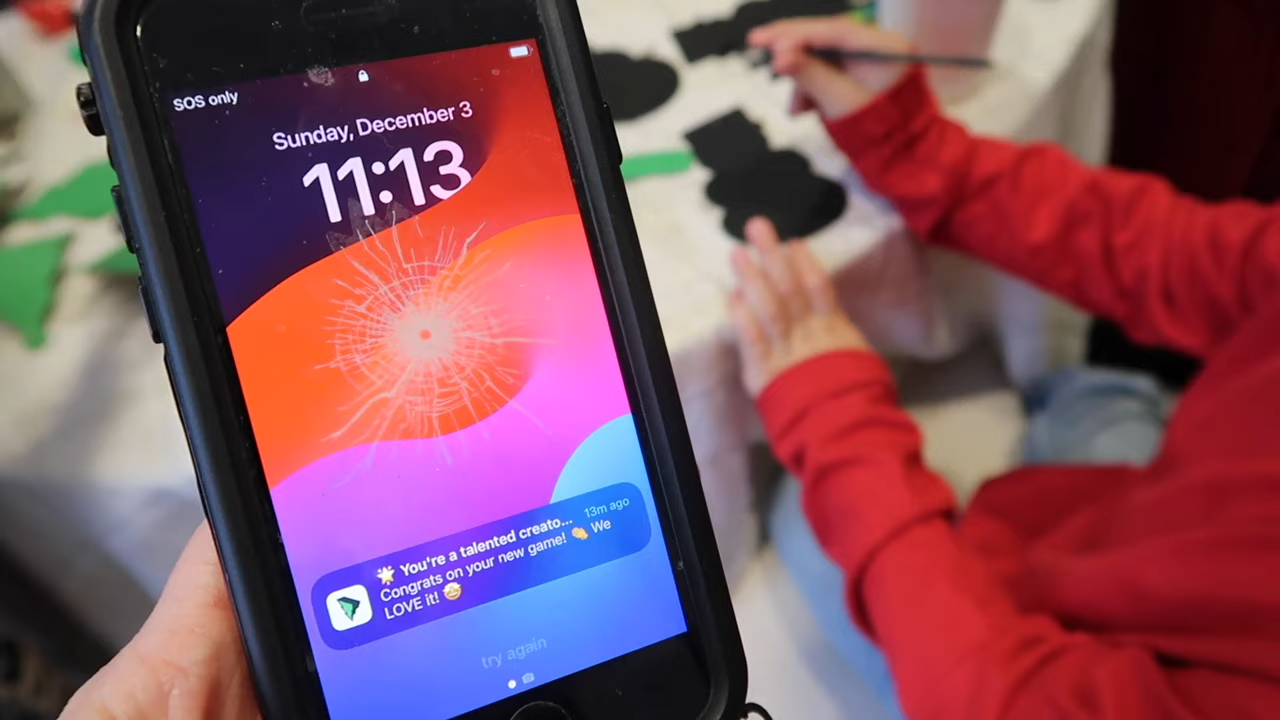 SOS only
Sunday, December 3
11:13
🌟 You're a talented creato... 13m ago
Congrats on your new game! 👏 We
LOVE it! 🤩
try again